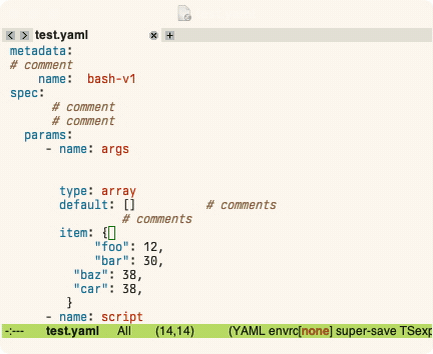 test.yaml
metadata:
# comment
    name:  bash-v1
spec:
      # comment
      # comment
  params:
     - name: args
       type: array
       default: []          # comments
                # comments
       item: {
            "foo": 12,
            "bar": 30,
         "baz": 38,
         "car": 38,
        }
     - name: script
-:---   test.yaml   All   (14,14)   (YAML envrc[none] super-save TSexp